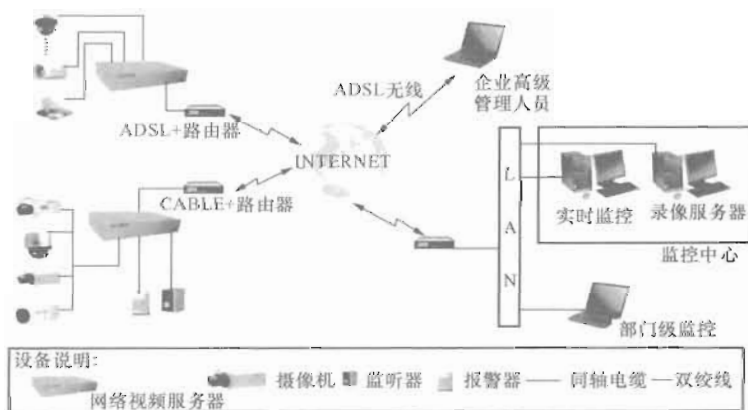 ADSL无线
企业高级
管理人员
ADSL+路由器
INTERNET
CABLE+路由器
L
A
N
实时监控
录像服务器
监控中心
部门级监控
设备说明:
网络视频服务器
摄像机
监听器
报警器
同轴电缆
双绞线